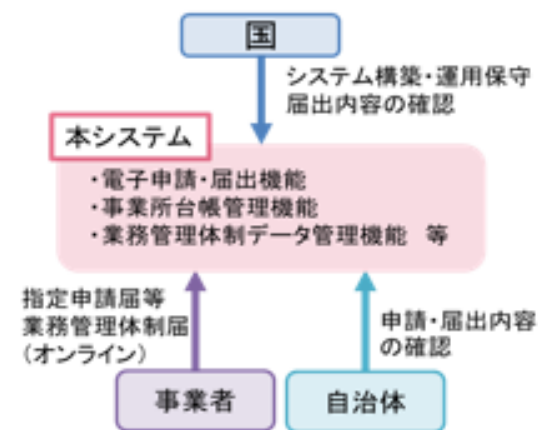 国
システム構築・運用保守
届出内容の確認
本システム
・電子申請・届出機能
・事業所台帳管理機能
・業務管理体制データ管理機能 等
指定申請届等
業務管理体制届
(オンライン)
申請・届出内容
の確認
事業者
自治体